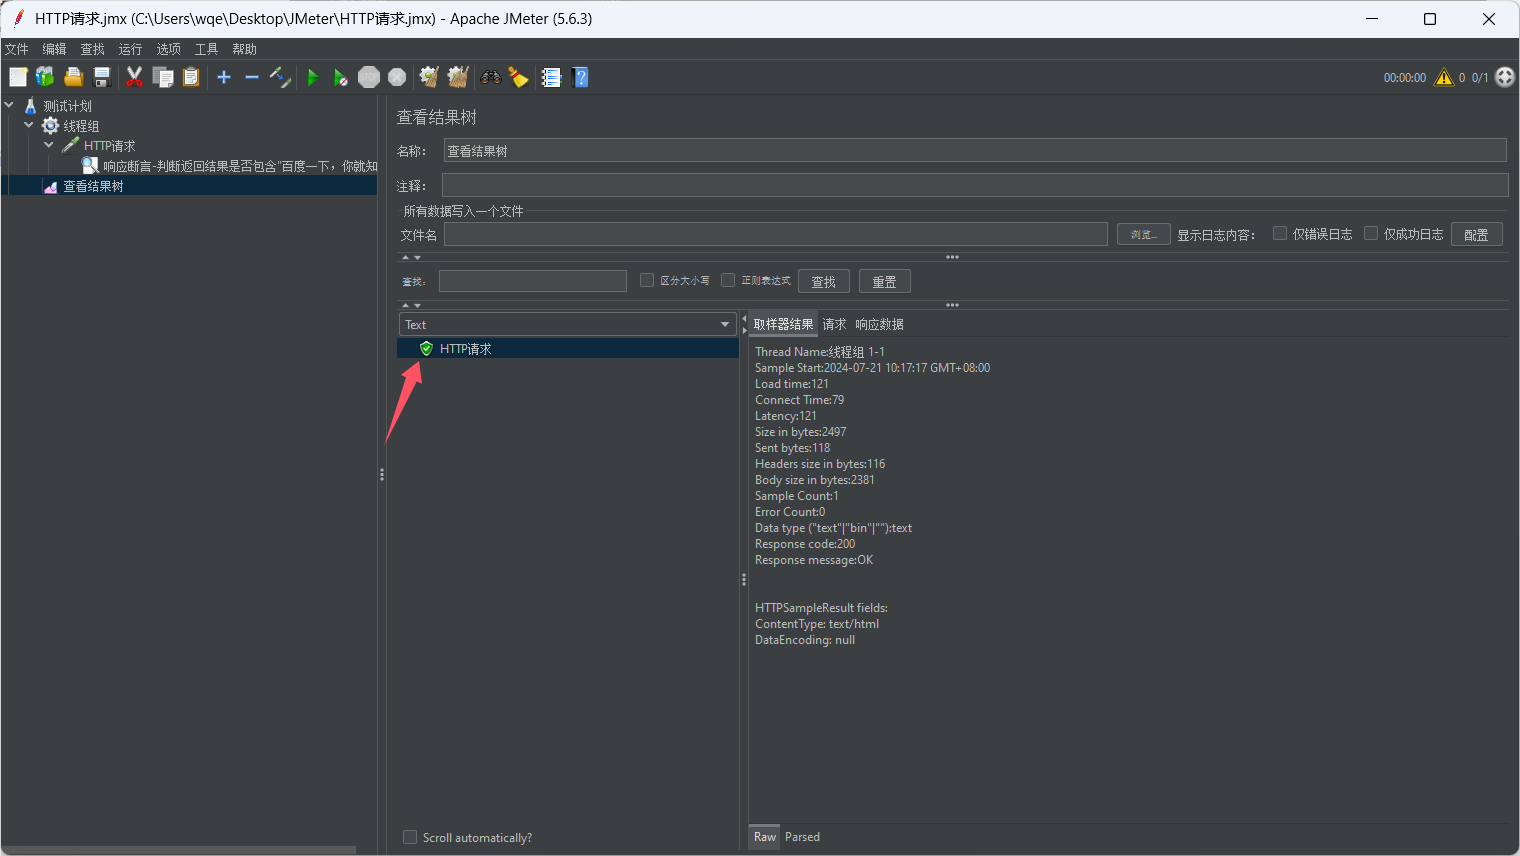 HTTP请求.jmx (C:\Users\wqe\Desktop\JMeter\HTTP请求.jmx) - Apache JMeter (5.6.3)
文件 编辑 查找 运行 选项 工具 帮助
STOP
00:00:00 0 0/1
测试计划
线程组
HTTP请求
响应断言-判断返回结果是否包含"百度一下，你就知
查看结果树
查看结果树
名称： 查看结果树
注释：
所有数据写入一个文件
文件名 浏览... 显示日志内容： 仅错误日志 仅成功日志 配置
查找： 区分大小写 正则表达式 查找 重置
Text
HTTP请求
取样器结果 请求 响应数据
Thread Name:线程组 1-1
Sample Start:2024-07-21 10:17:17 GMT+08:00
Load time:121
Connect Time:79
Latency:121
Size in bytes:2497
Sent bytes:118
Headers size in bytes:116
Body size in bytes:2381
Sample Count:1
Error Count:0
Data type ("text"|"bin"|""):text
Response code:200
Response message:OK
HTTPSampleResult fields:
ContentType: text/html
DataEncoding: null
Scroll automatically?
Raw Parsed